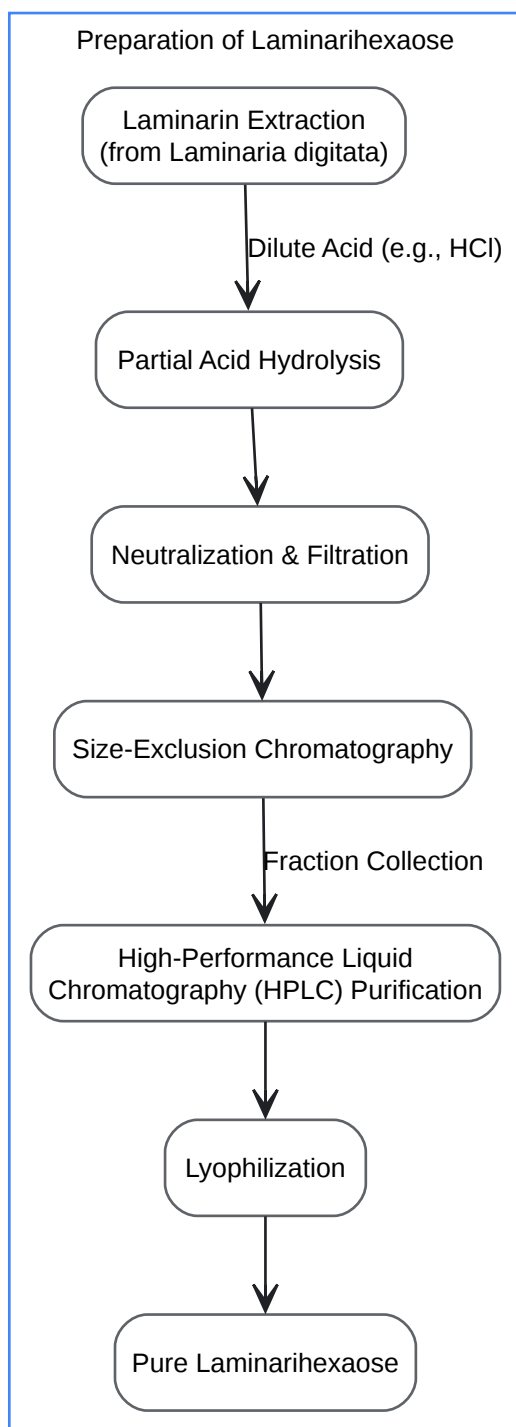 Preparation of Laminarihexaose
Laminarin Extraction
(from Laminaria digitata)
Dilute Acid (e.g., HCl)
Partial Acid Hydrolysis
Neutralization & Filtration
Size-Exclusion Chromatography
Fraction Collection
High-Performance Liquid
Chromatography (HPLC) Purification
Lyophilization
Pure Laminarihexaose